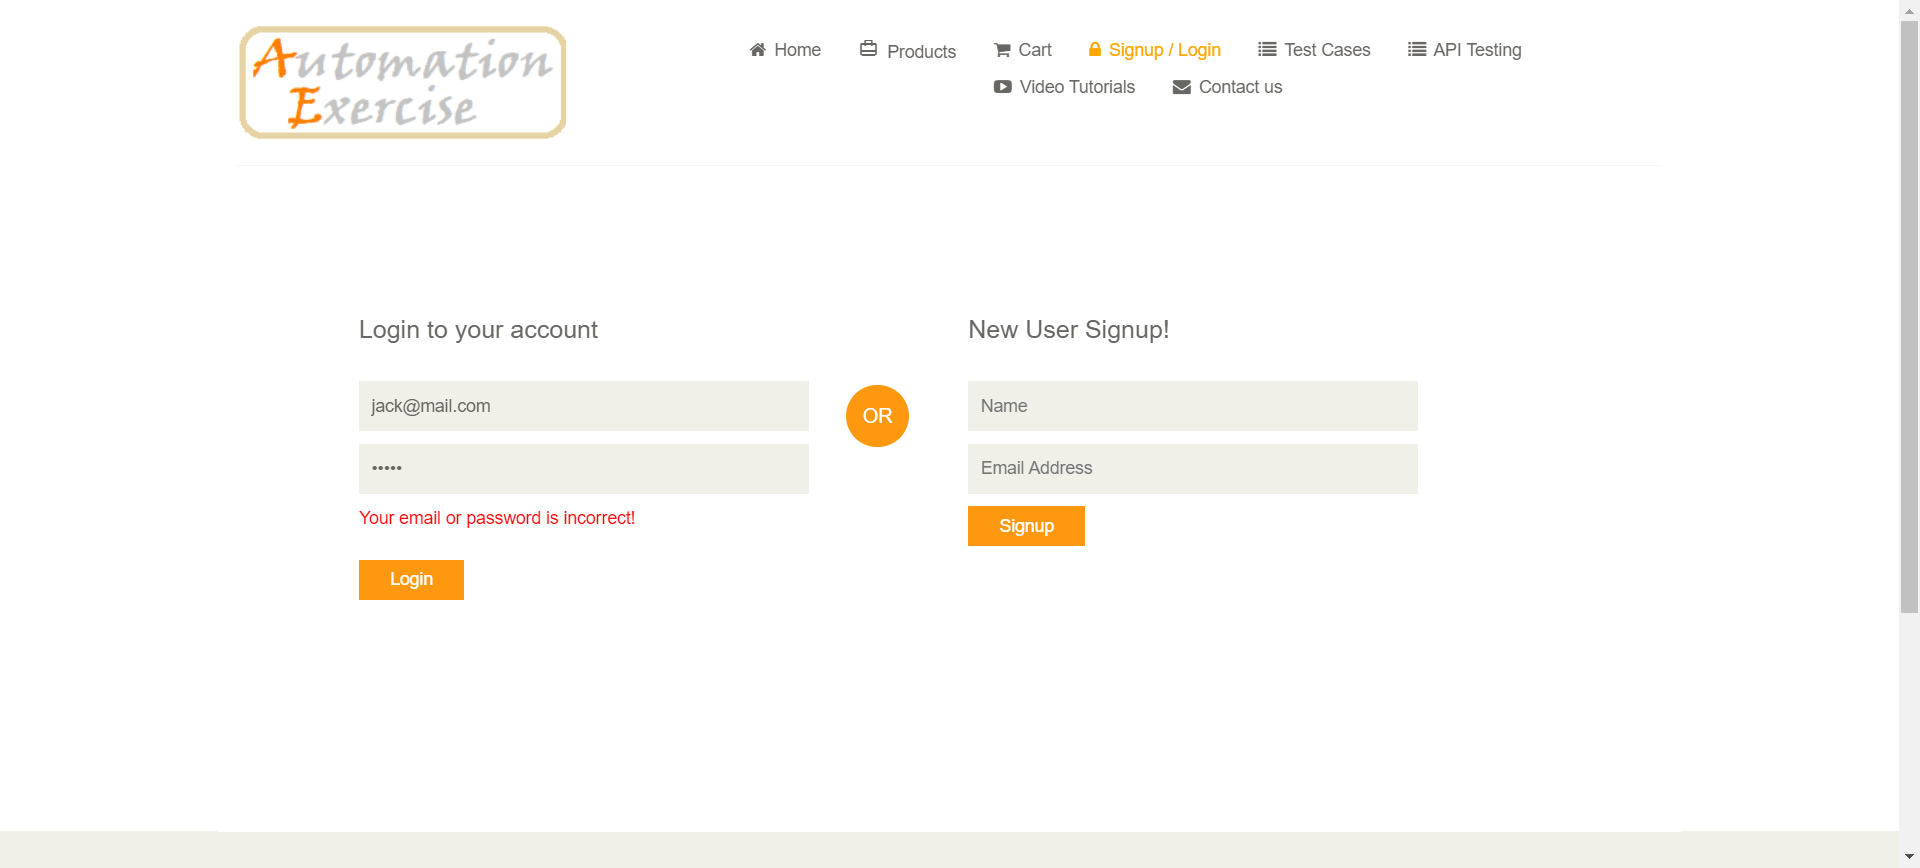 Automation
Exercise
Home Products Cart Signup / Login Test Cases API Testing
Video Tutorials Contact us
Login to your account
jack@mail.com
•••••
Your email or password is incorrect!
Login
OR
New User Signup!
Name
Email Address
Signup